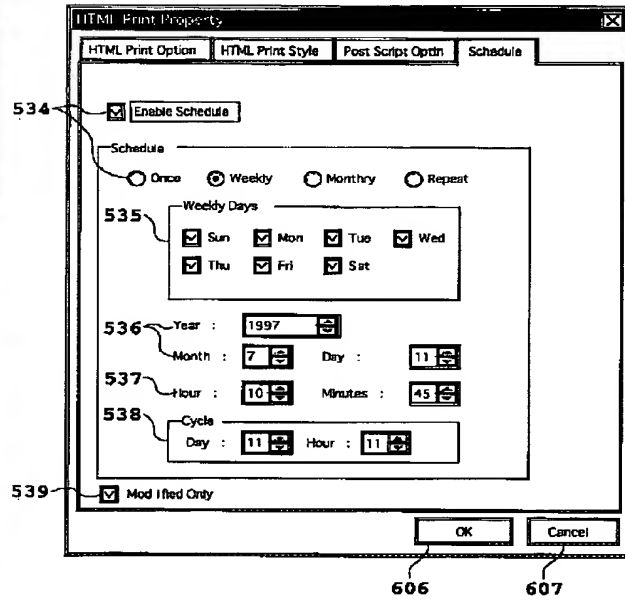 HTML Print Property
HTML Print Option HTML Print Style Post Script Optin Schedule
534 Enable Schedule
Schedule
Once Weekly Monthry Repeat
Weekly Days
535
Sun Mon Tue Wed
Thu Fri Sat
536 Year : 1997
Month : 7 Day : 11
537 Hour : 10 Minutes : 45
538 Cycle
Day : 11 Hour : 11
539 Modified Only
OK Cancel
606 607